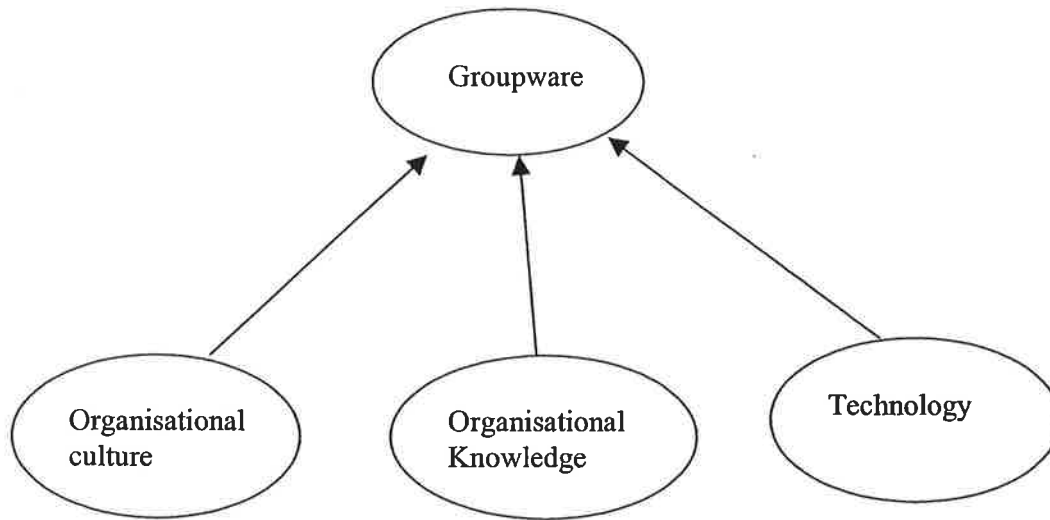 Groupware
Organisational
culture
Organisational
Knowledge
Technology